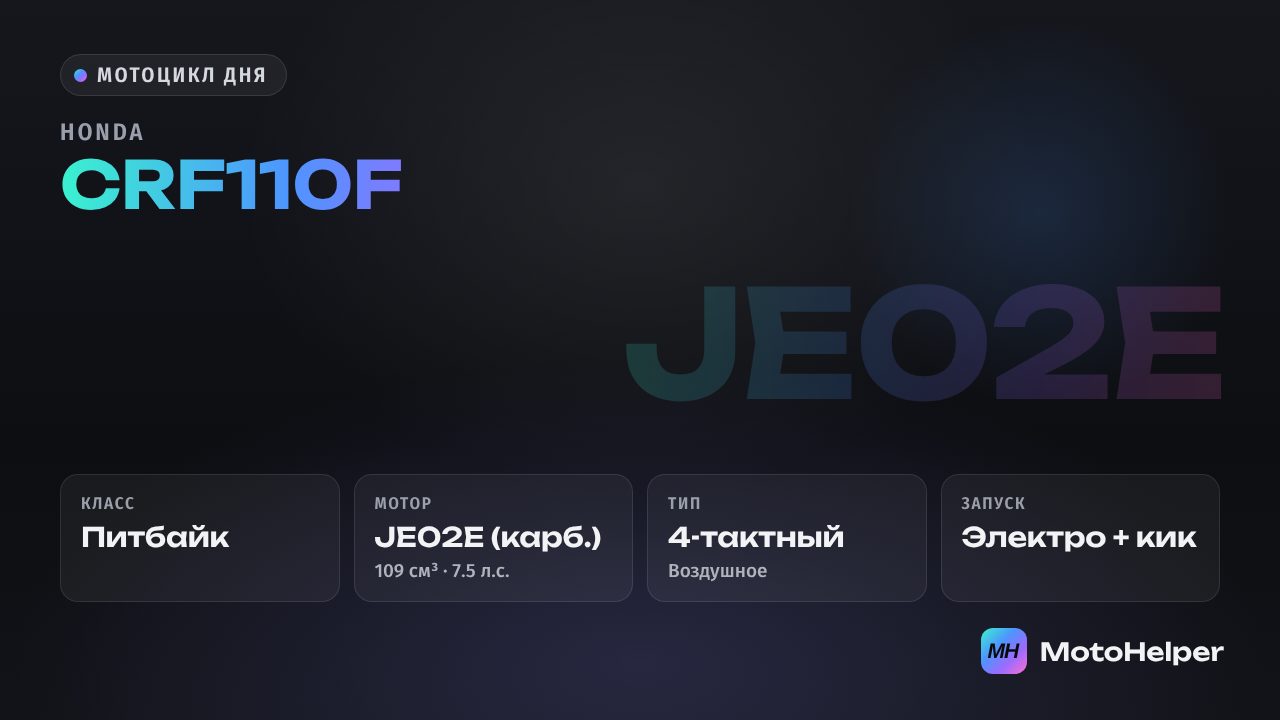 МОТОЦИКЛ ДНЯ
HONDA
CRF110F
JE02E
КЛАСС
Питбайк
МОТОР
JE02E (карб.)
109 см³ · 7.5 л.с.
ТИП
4-тактный
Воздушное
ЗАПУСК
Электро + кик
MH MotoHelper